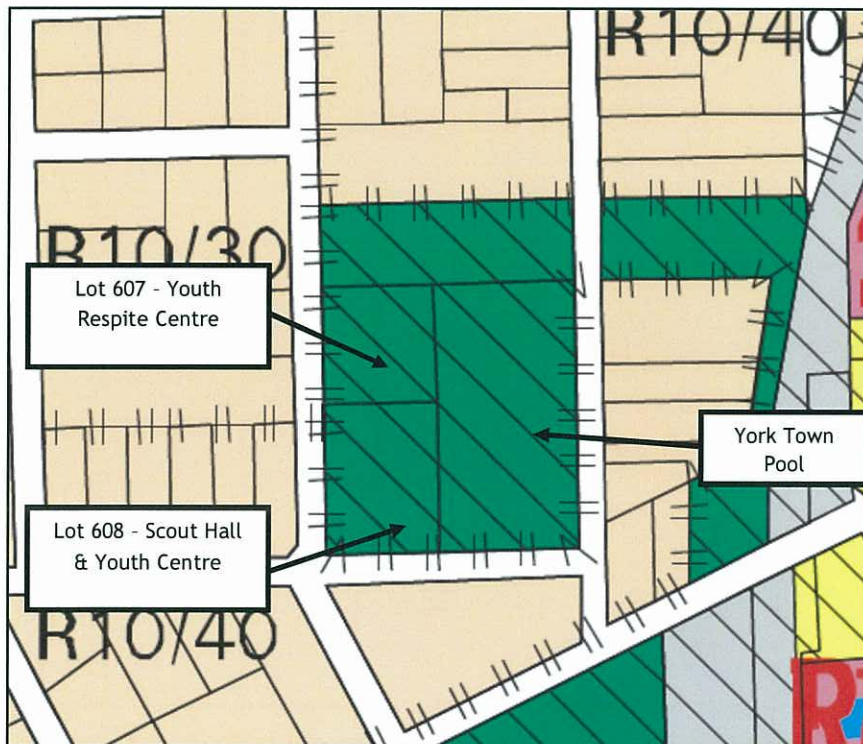 R10/40
R10/30
Lot 607 - Youth
Respite Centre
York Town
Pool
Lot 608 - Scout Hall
& Youth Centre
R10/40
R